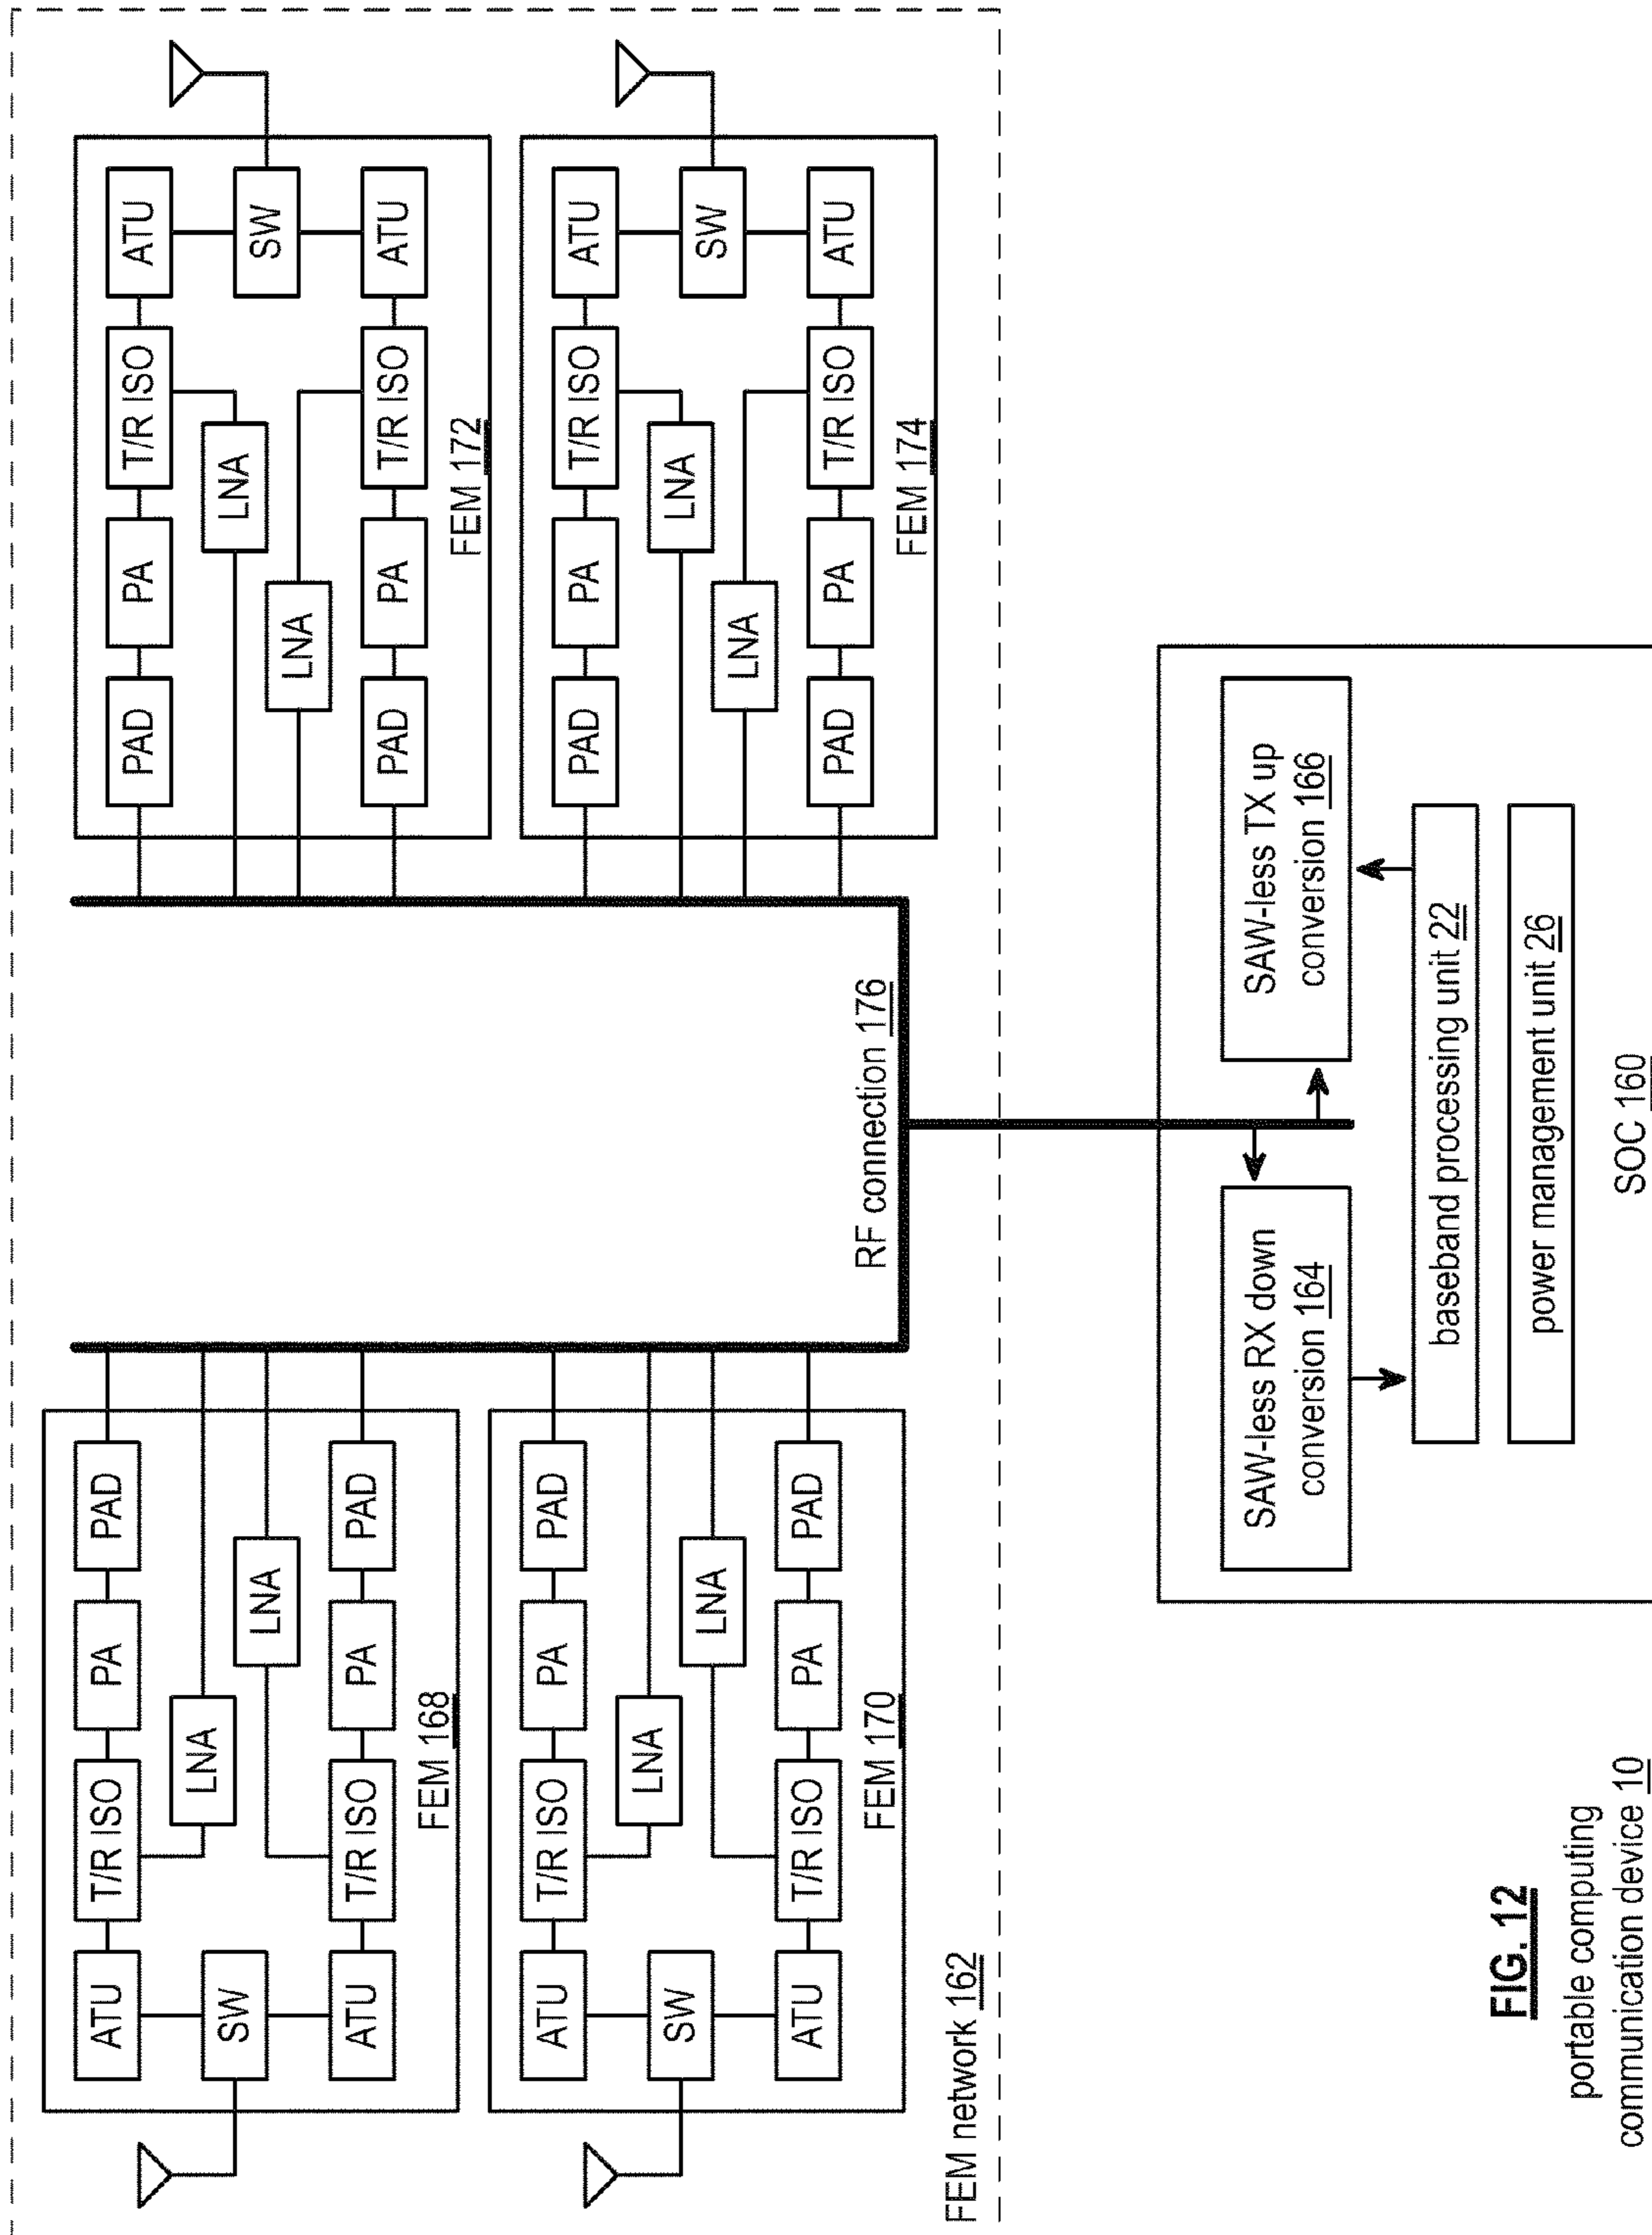 ATU
T/R ISO
PA
PAD
LNA
SW
LNA
ATU
T/R ISO
PA
PAD
FEM 168
PAD
PA
T/R ISO
ATU
LNA
SW
LNA
PAD
PA
T/R ISO
ATU
FEM 172
ATU
T/R ISO
PA
PAD
LNA
SW
LNA
ATU
T/R ISO
PA
PAD
FEM 170
PAD
PA
T/R ISO
ATU
LNA
SW
LNA
PAD
PA
T/R ISO
ATU
FEM 174
RF connection 176
FEM network 162
SAW-less RX down
conversion 164
SAW-less TX up
conversion 166
baseband processing unit 22
power management unit 26
SOC 160
FIG. 12
portable computing
communication device 10